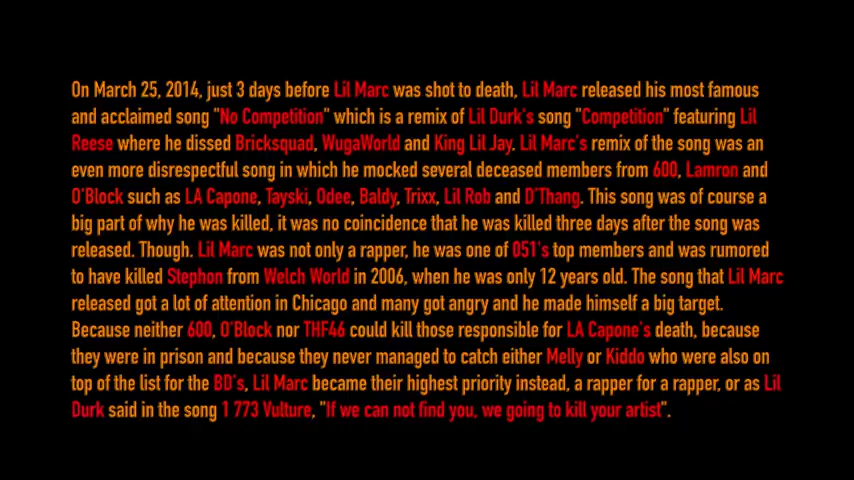 On March 25, 2014, just 3 days before Lil Marc was shot to death, Lil Marc released his most famous
and acclaimed song "No Competition" which is a remix of Lil Durk's song "Competition" featuring Lil
Reese where he dissed Bricksquad, WugaWorld and King Lil Jay. Lil Marc's remix of the song was an
even more disrespectful song in which he mocked several deceased members from 600, Lamron and
O'Block such as LA Capone, Tayski, Odee, Baldy, Trixx, Lil Rob and D'Thang. This song was of course a
big part of why he was killed, it was no coincidence that he was killed three days after the song was
released. Though. Lil Marc was not only a rapper, he was one of 051's top members and was rumored
to have killed Stephon from Welch World in 2006, when he was only 12 years old. The song that Lil Marc
released got a lot of attention in Chicago and many got angry and he made himself a big target.
Because neither 600, O'Block nor THF46 could kill those responsible for LA Capone's death, because
they were in prison and because they never managed to catch either Melly or Kiddo who were also on
top of the list for the BD's, Lil Marc became their highest priority instead, a rapper for a rapper, or as Lil
Durk said in the song 1 773 Vulture, "If we can not find you, we going to kill your artist".